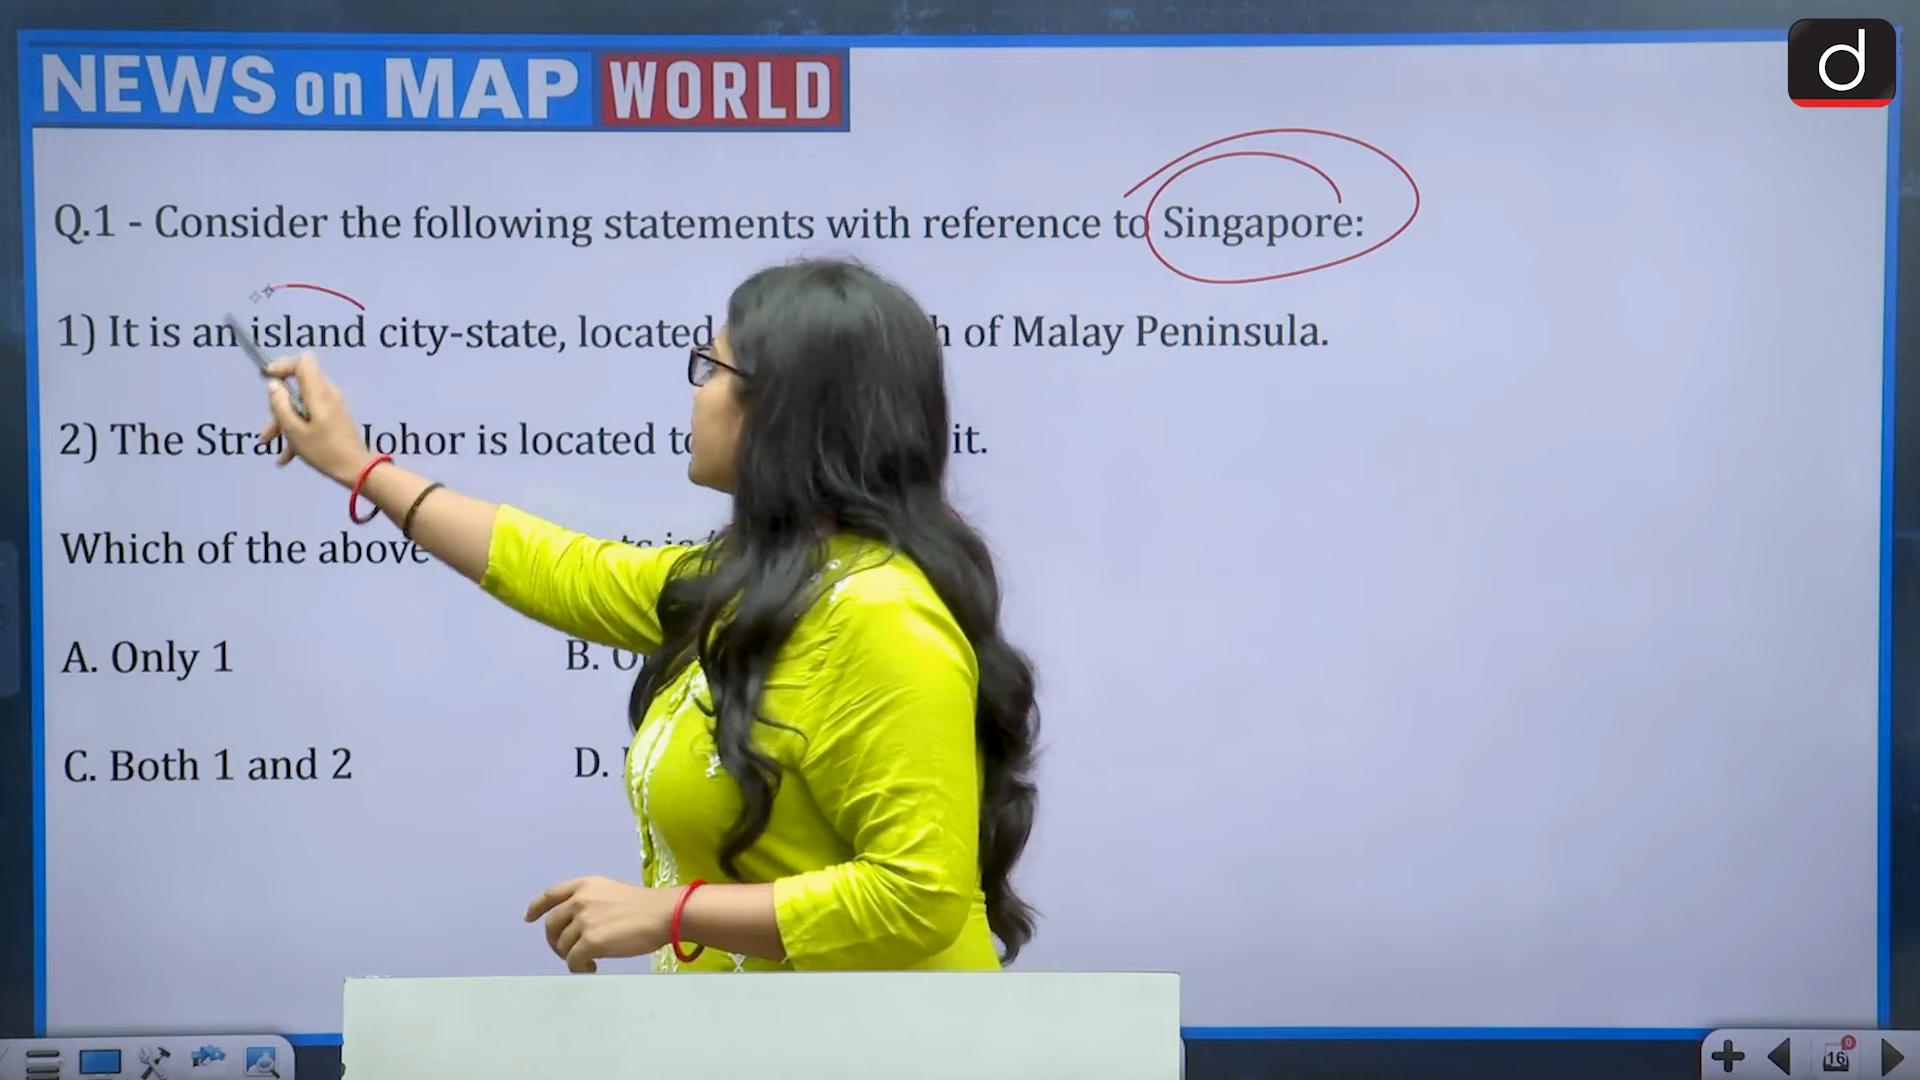 NEWS on MAP WORLD
d
Q.1 - Consider the following statements with reference to Singapore:
1) It is an island city-state, located of Malay Peninsula.
2) The Johor is located it.
Which of the above
A. Only 1
B.
C. Both 1 and 2
D.
16
0